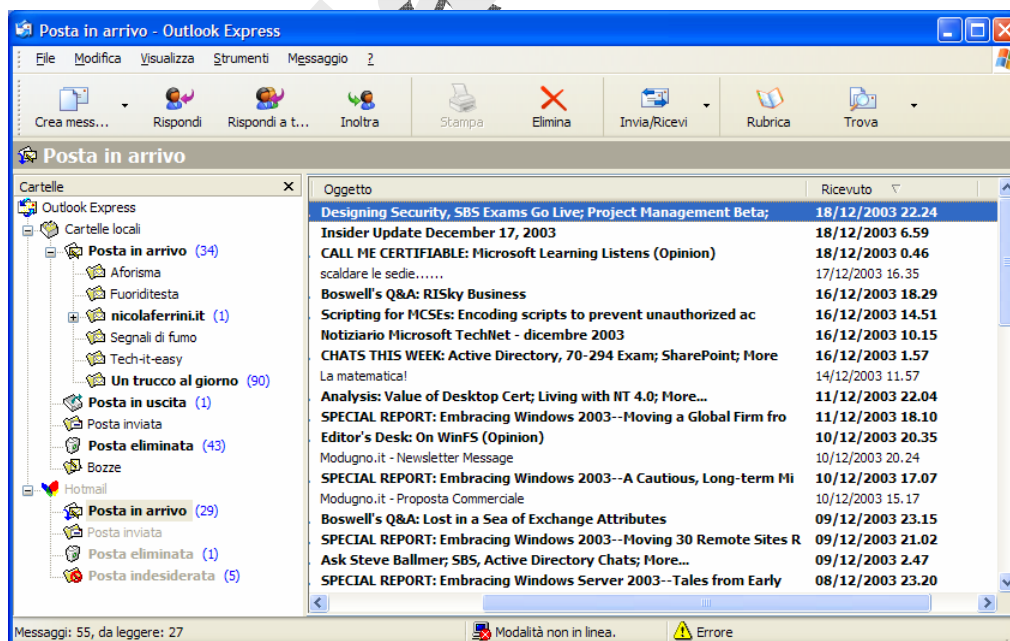 Posta in arrivo - Outlook Express
File Modifica Visualizza Strumenti Messaggio ?
Crea mess... Rispondi Rispondi a t... Inoltra Stampa Elimina Invia/Ricevi Rubrica Trova
Posta in arrivo
Cartelle
Outlook Express
Cartelle locali
Posta in arrivo (34)
Aforisma
Fuoriditesta
nicolaferrini.it (1)
Segnali di fumo
Tech-it-easy
Un trucco al giorno (90)
Posta in uscita (1)
Posta inviata
Posta eliminata (43)
Bozze
Hotmail
Posta in arrivo (29)
Posta inviata
Posta eliminata (1)
Posta indesiderata (5)
Oggetto Ricevuto
Designing Security, SBS Exams Go Live; Project Management Beta; 18/12/2003 22.24
Insider Update December 17, 2003 18/12/2003 6.59
CALL ME CERTIFIABLE: Microsoft Learning Listens (Opinion) 18/12/2003 0.46
scaldare le sedie...... 17/12/2003 16.35
Boswell's Q&A: RISky Business 16/12/2003 18.29
Scripting for MCSEs: Encoding scripts to prevent unauthorized ac 16/12/2003 14.51
Notiziario Microsoft TechNet - dicembre 2003 16/12/2003 10.15
CHATS THIS WEEK: Active Directory, 70-294 Exam; SharePoint; More 16/12/2003 1.57
La matematica! 14/12/2003 11.57
Analysis: Value of Desktop Cert; Living with NT 4.0; More... 11/12/2003 22.04
SPECIAL REPORT: Embracing Windows 2003--Moving a Global Firm fro 11/12/2003 18.10
Editor's Desk: On WinFS (Opinion) 10/12/2003 20.35
Modugno.it - Newsletter Message 10/12/2003 20.24
SPECIAL REPORT: Embracing Windows 2003--A Cautious, Long-term Mi 10/12/2003 17.07
Modugno.it - Proposta Commerciale 10/12/2003 15.17
Boswell's Q&A: Lost in a Sea of Exchange Attributes 09/12/2003 23.15
SPECIAL REPORT: Embracing Windows 2003--Moving 30 Remote Sites R 09/12/2003 21.02
Ask Steve Ballmer; SBS, Active Directory Chats; More... 09/12/2003 2.47
SPECIAL REPORT: Embracing Windows Server 2003--Tales from Early 08/12/2003 23.20
Messaggi: 55, da leggere: 27 Modalità non in linea. Errore